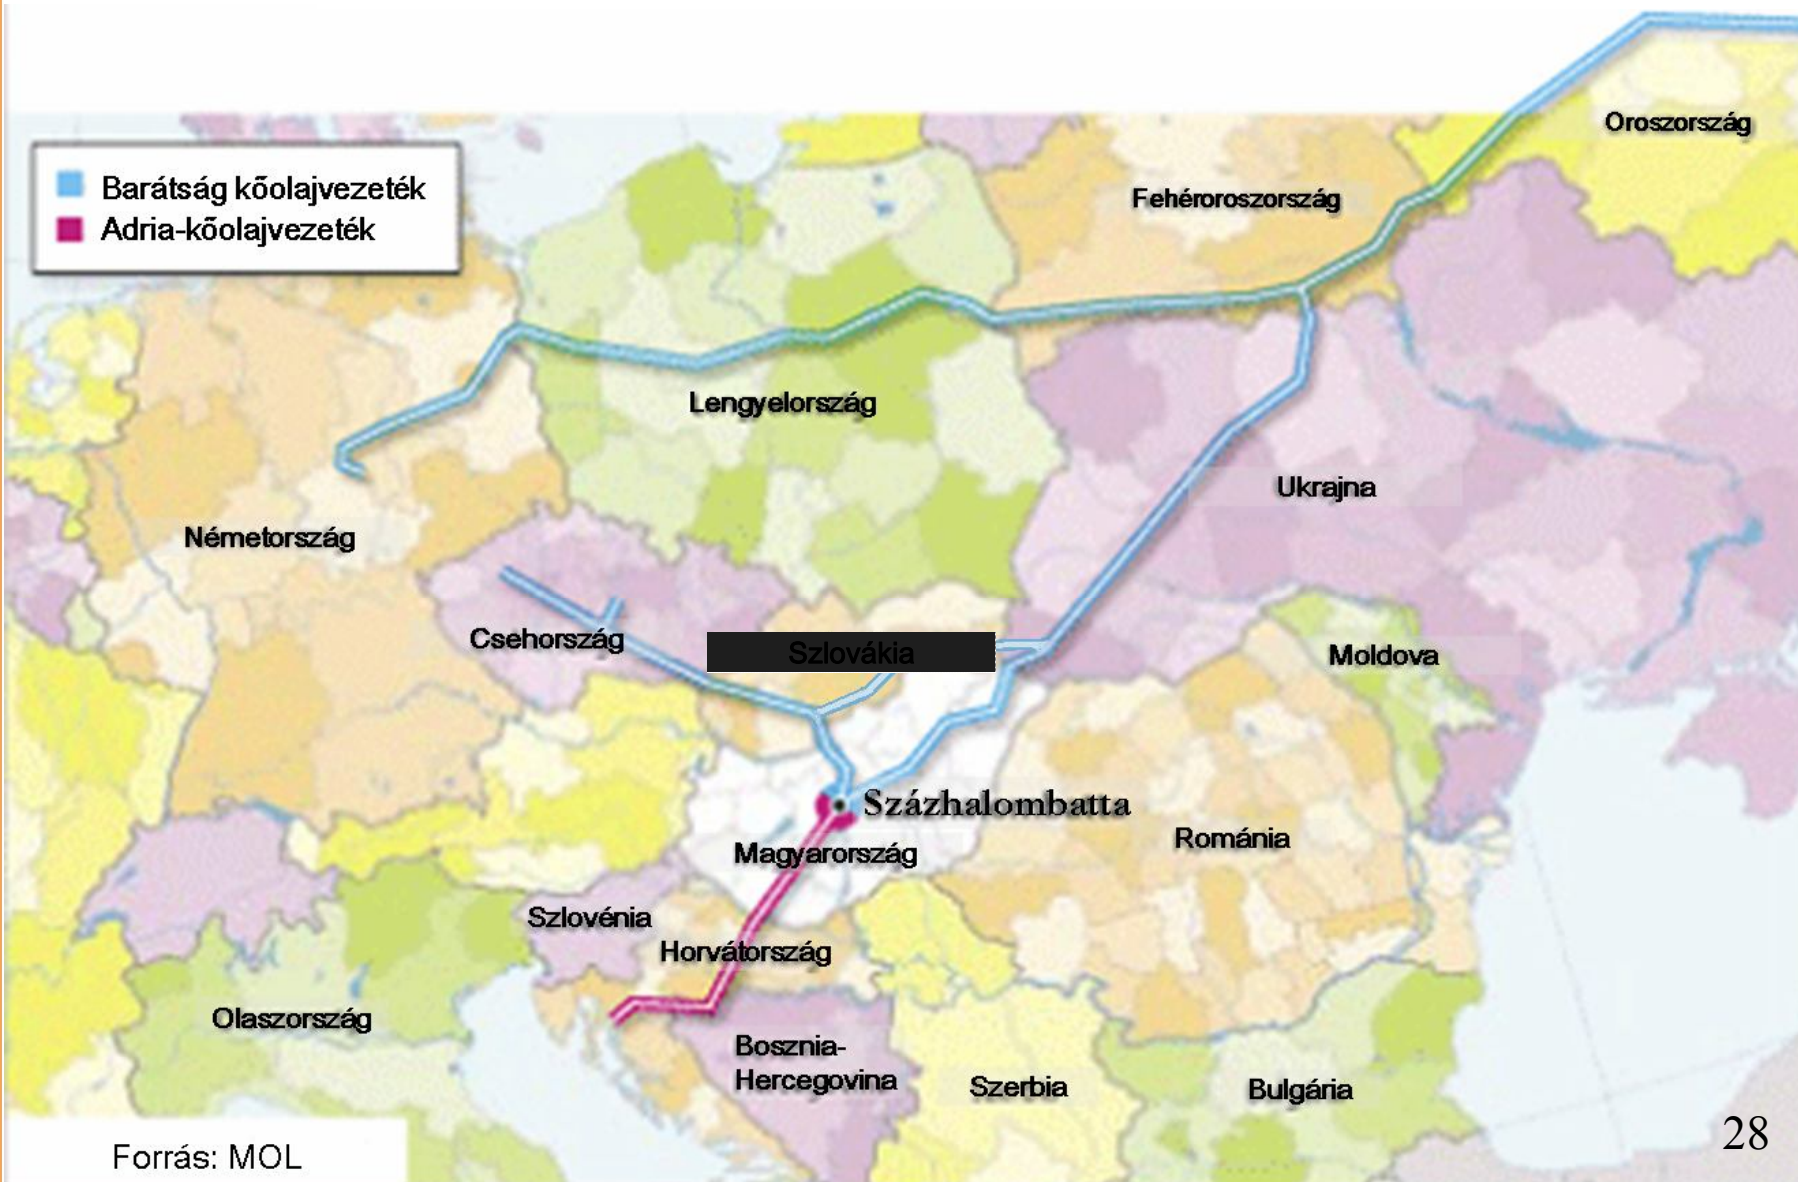 Oroszország
Barátság kőolajvezeték
Adria-kőolajvezeték
Fehéroroszország
Lengyelország
Ukrajna
Németország
Csehország
Szlovákia
Moldova
Százhalombatta
Románia
Magyarország
Szlovénia
Horvátország
Olaszország
Bosznia-
Hercegovina
Szerbia
Bulgária
28
Forrás: MOL